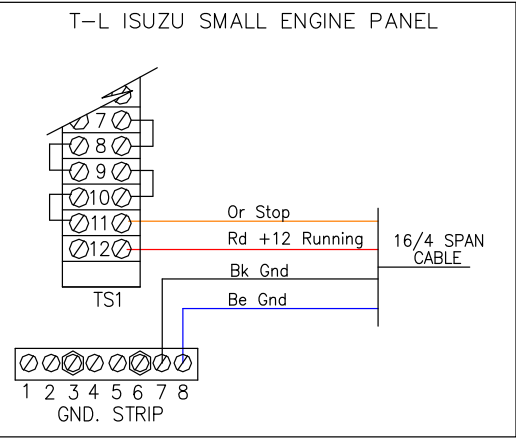 T-L ISUZU SMALL ENGINE PANEL
7
8
9
10
11
12
TS1
Or Stop
Rd +12 Running
Bk Gnd
Be Gnd
16/4 SPAN
CABLE
1 2 3 4 5 6 7 8
GND. STRIP